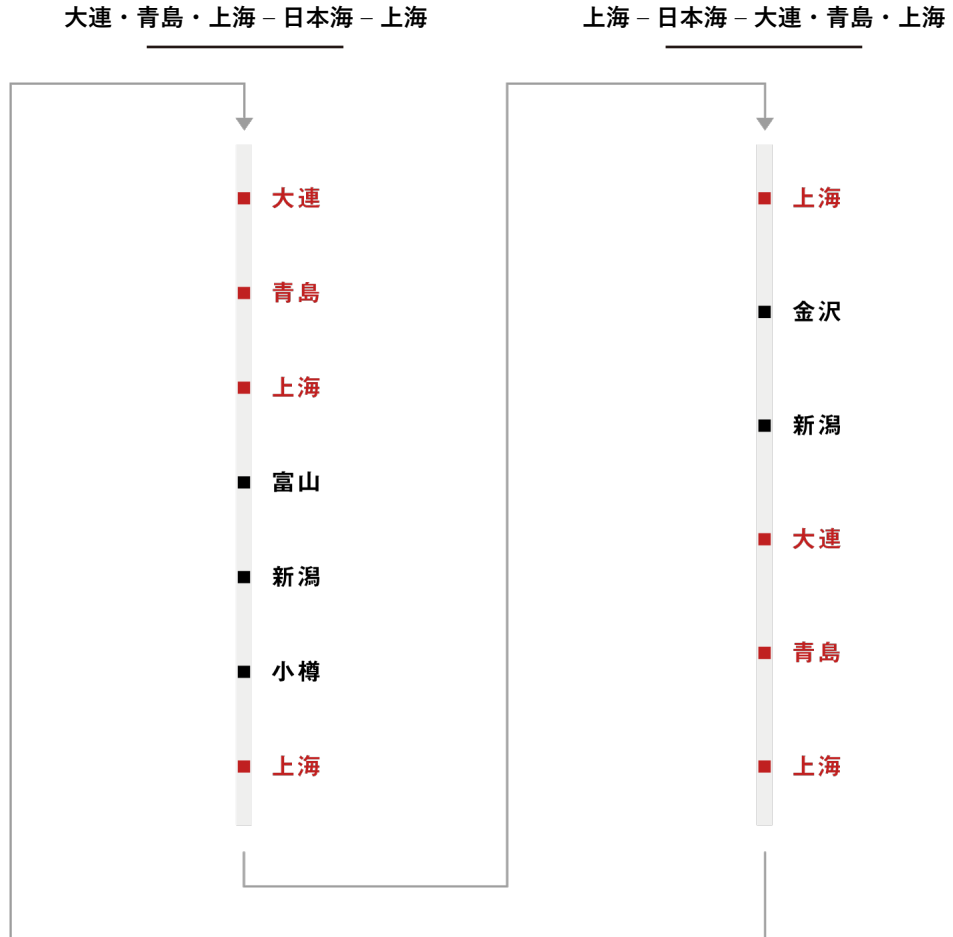 大連・青島・上海 – 日本海 – 上海
大連
青島
上海
富山
新潟
小樽
上海
上海 – 日本海 – 大連・青島・上海
上海
金沢
新潟
大連
青島
上海